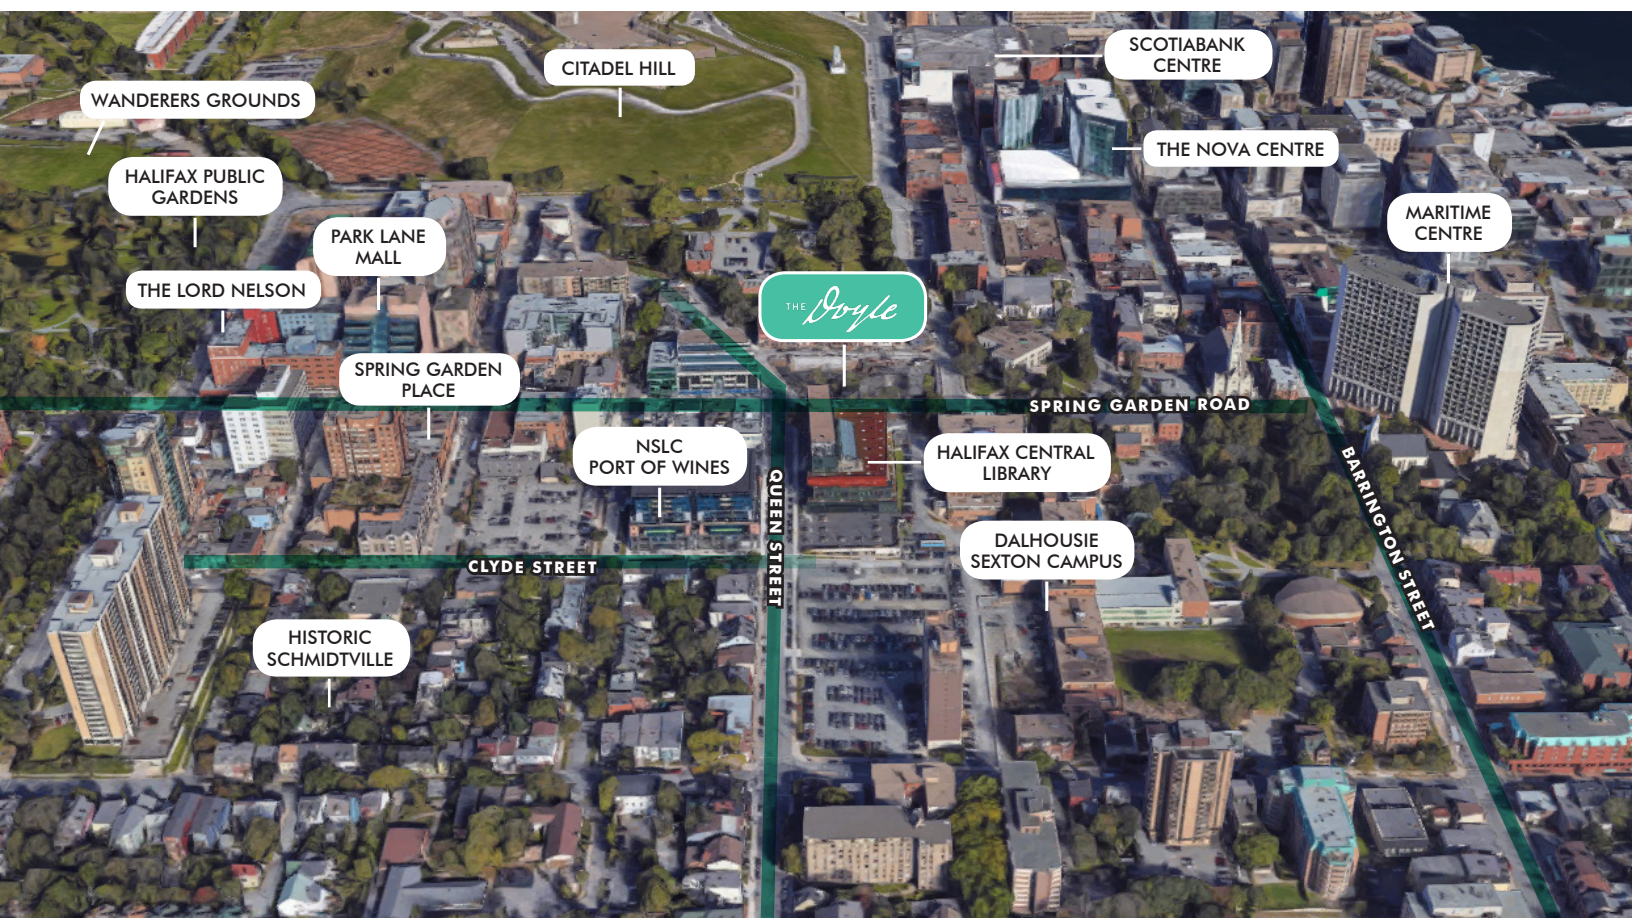 SCOTIABANK
CENTRE
CITADEL HILL
WANDERERS GROUNDS
THE NOVA CENTRE
HALIFAX PUBLIC
GARDENS
MARITIME
CENTRE
PARK LANE
MALL
THE LORD NELSON
THE Doyle
SPRING GARDEN
PLACE
SPRING GARDEN ROAD
NSLC
PORT OF WINES
HALIFAX CENTRAL
LIBRARY
QUEEN STREET
BARRINGTON STREET
DALHOUSIE
SEXTON CAMPUS
CLYDE STREET
HISTORIC
SCHMIDTVILLE